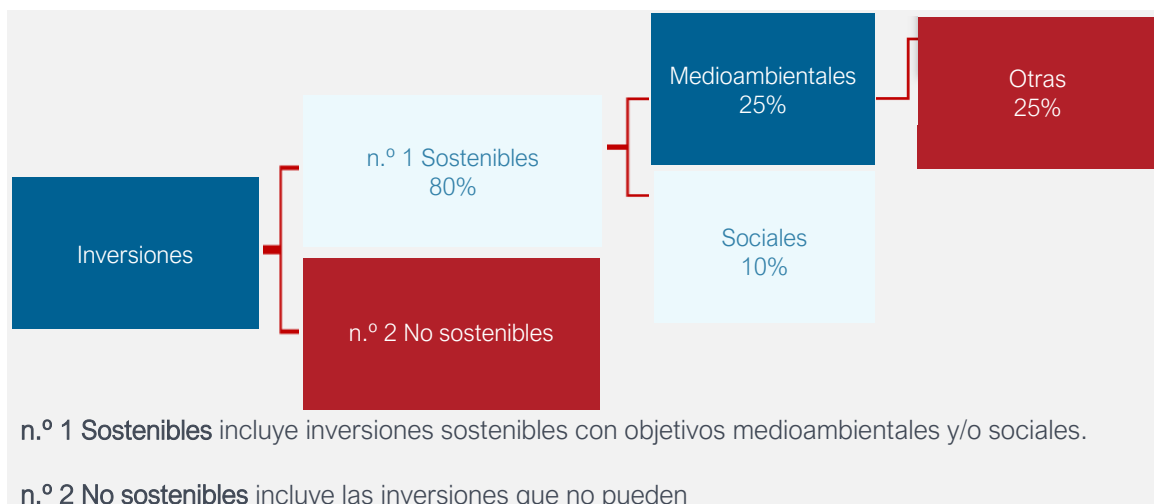 Inversiones
n.º 1 Sostenibles
80%
n.º 2 No sostenibles
Medioambientales
25%
Sociales
10%
Otras
25%
n.º 1 Sostenibles incluye inversiones sostenibles con objetivos medioambientales y/o sociales.
n.º 2 No sostenibles incluye las inversiones que no pueden